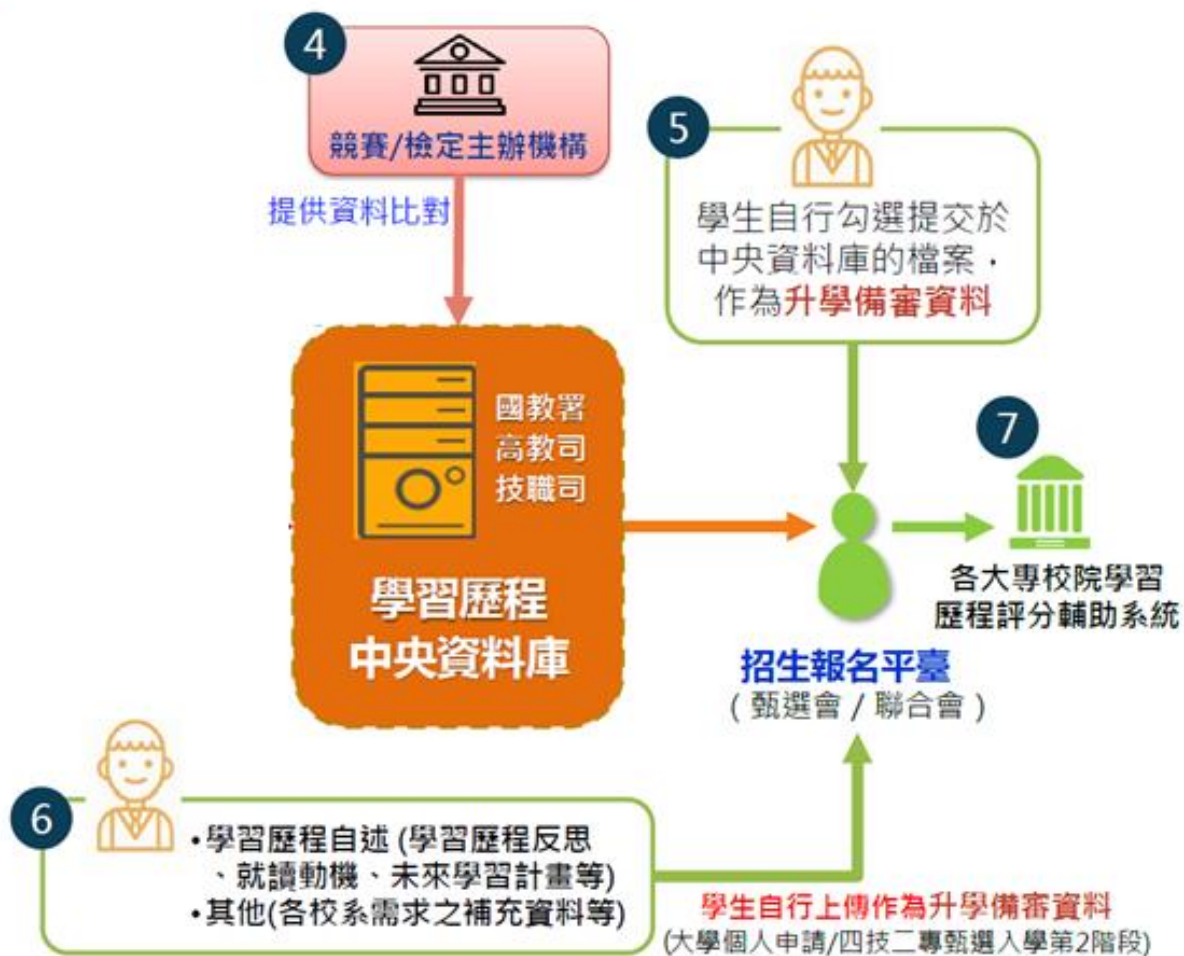 4
競賽/檢定主辦機構
提供資料比對
5
學生自行勾選提交於
中央資料庫的檔案，
作為升學備審資料
國教署
高教司
技職司
學習歷程
中央資料庫
7
各大專校院學習
歷程評分輔助系統
招生報名平臺
(甄選會/聯合會)
6
•學習歷程自述(學習歷程反思
、就讀動機、未來學習計畫等)
•其他(各校系需求之補充資料等)
學生自行上傳作為升學備審資料
(大學個人申請/四技二專甄選入學第2階段)